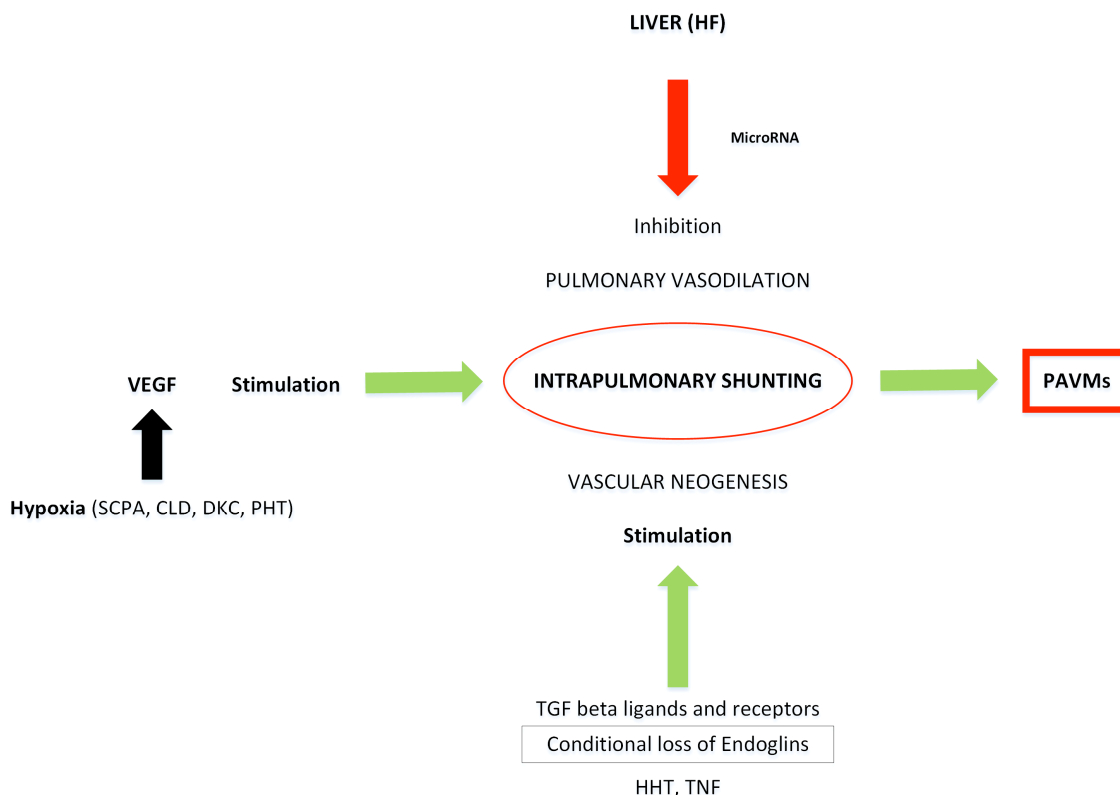 LIVER (HF)
MicroRNA
Inhibition
PULMONARY VASODILATION
VEGF Stimulation INTRAPULMONARY SHUNTING PAVMs
VASCULAR NEOGENESIS
Hypoxia (SCPA, CLD, DKC, PHT)
Stimulation
TGF beta ligands and receptors
Conditional loss of Endoglins
HHT, TNF